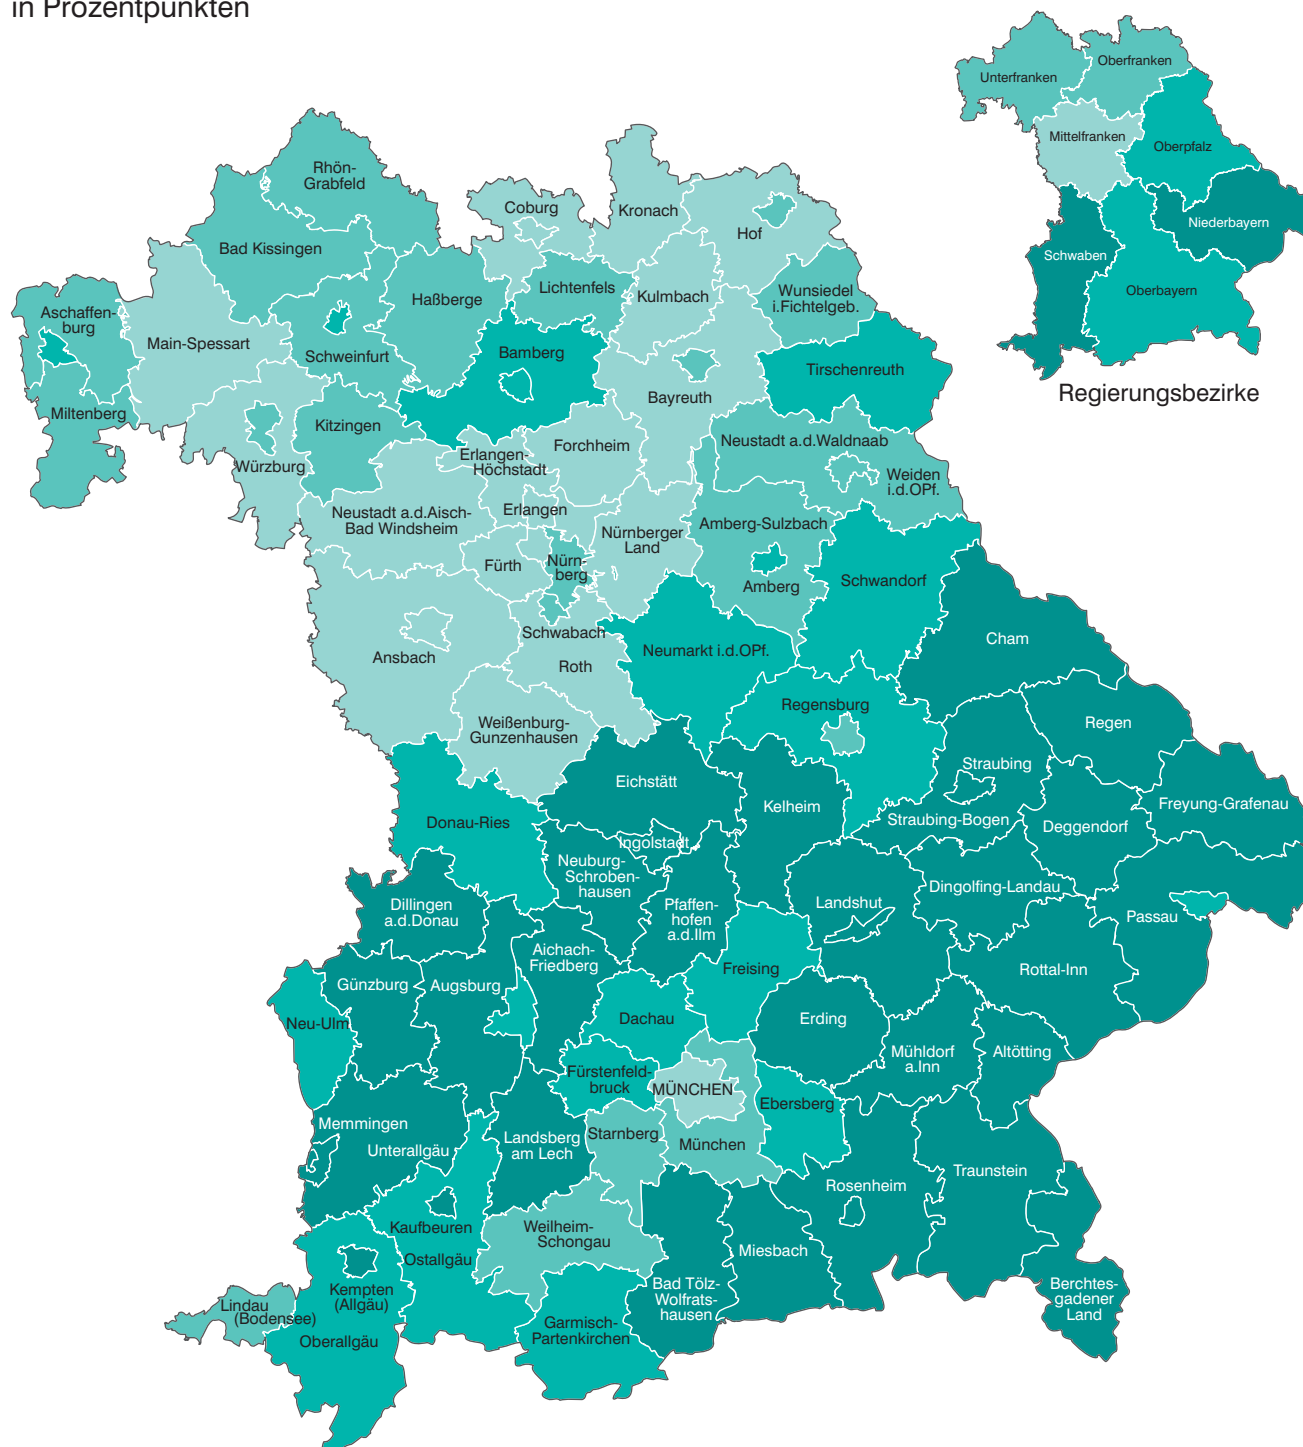 in Prozentpunkten
Unterfranken
Oberfranken
Mittelfranken
Oberpfalz
Niederbayern
Schwaben
Oberbayern
Regierungsbezirke
Rhön-
Grabfeld
Bad Kissingen
Coburg
Kronach
Hof
Haßberge
Lichtenfels
Kulmbach
Wunsiedel
i.Fichtelgeb.
Aschaffen-
burg
Main-Spessart
Schweinfurt
Bamberg
Tirschenreuth
Bayreuth
Miltenberg
Kitzingen
Würzburg
Erlangen-
Höchstadt
Forchheim
Neustadt a.d.Waldnaab
Weiden
i.d.OPf.
Neustadt a.d.Aisch-
Bad Windsheim
Erlangen
Nürnberger
Land
Amberg-Sulzbach
Fürth
Nürn-
berg
Amberg
Schwandorf
Schwabach
Ansbach
Roth
Neumarkt i.d.OPf.
Cham
Regensburg
Weißenburg-
Gunzenhausen
Regen
Straubing
Eichstätt
Kelheim
Freyung-Grafenau
Donau-Ries
Straubing-Bogen
Deggendorf
Ingolstadt
Neuburg-
Schroben-
hausen
Dingolfing-Landau
Dillingen
a.d.Donau
Pfaffen-
hofen
a.d.Ilm
Landshut
Passau
Aichach-
Friedberg
Freising
Rottal-Inn
Günzburg
Augsburg
Neu-Ulm
Dachau
Erding
Mühldorf
a.Inn
Altötting
Fürstenfeld-
bruck
MÜNCHEN
Ebersberg
Memmingen
Unterallgäu
Landsberg
am Lech
Starnberg
München
Traunstein
Rosenheim
Kaufbeuren
Ostallgäu
Weilheim-
Schongau
Miesbach
Kempten
(Allgäu)
Bad Tölz-
Wolfrats-
hausen
Berchtes-
gadener
Land
Lindau
(Bodensee)
Oberallgäu
Garmisch-
Partenkirchen